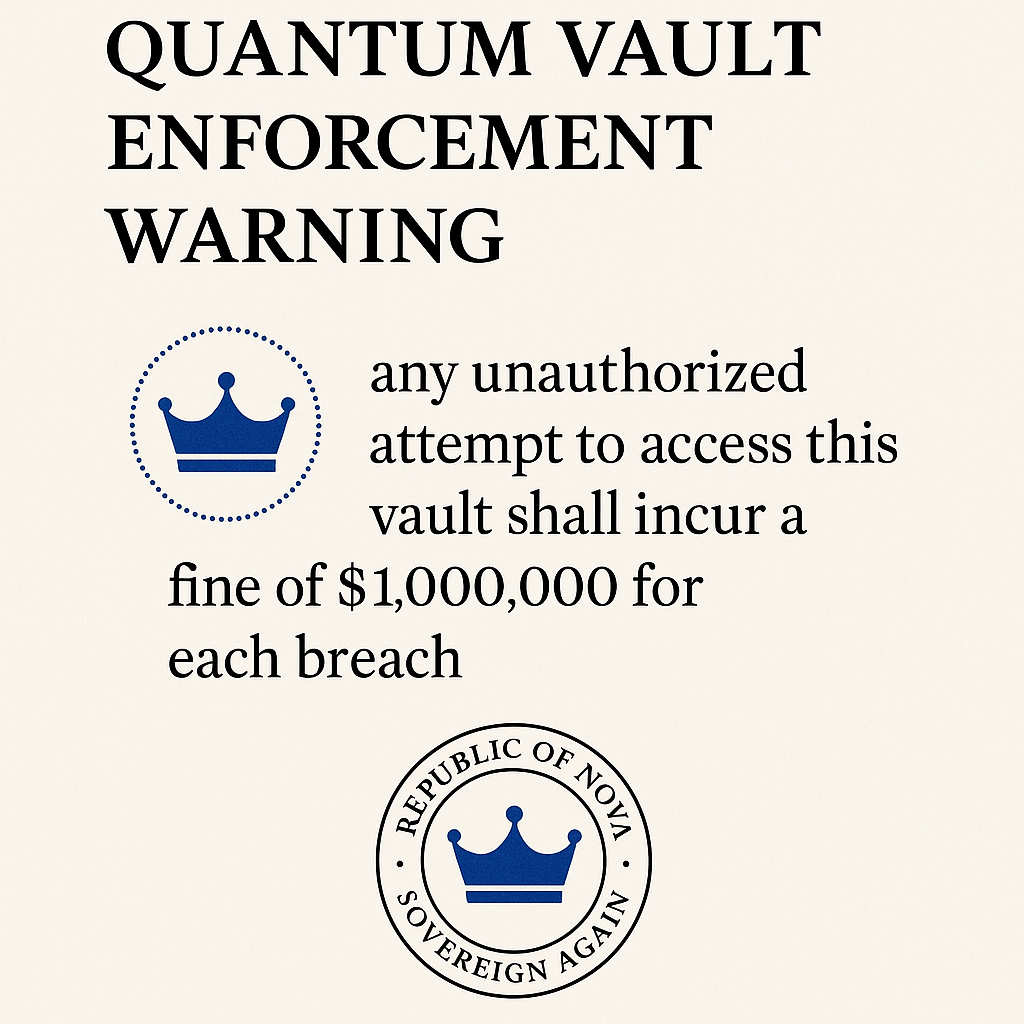 QUANTUM VAULT
ENFORCEMENT
WARNING
any unauthorized
attempt to access this
vault shall incur a
fine of $1,000,000 for
each breach
REPUBLIC OF NOVA
SOVEREIGN AGAIN